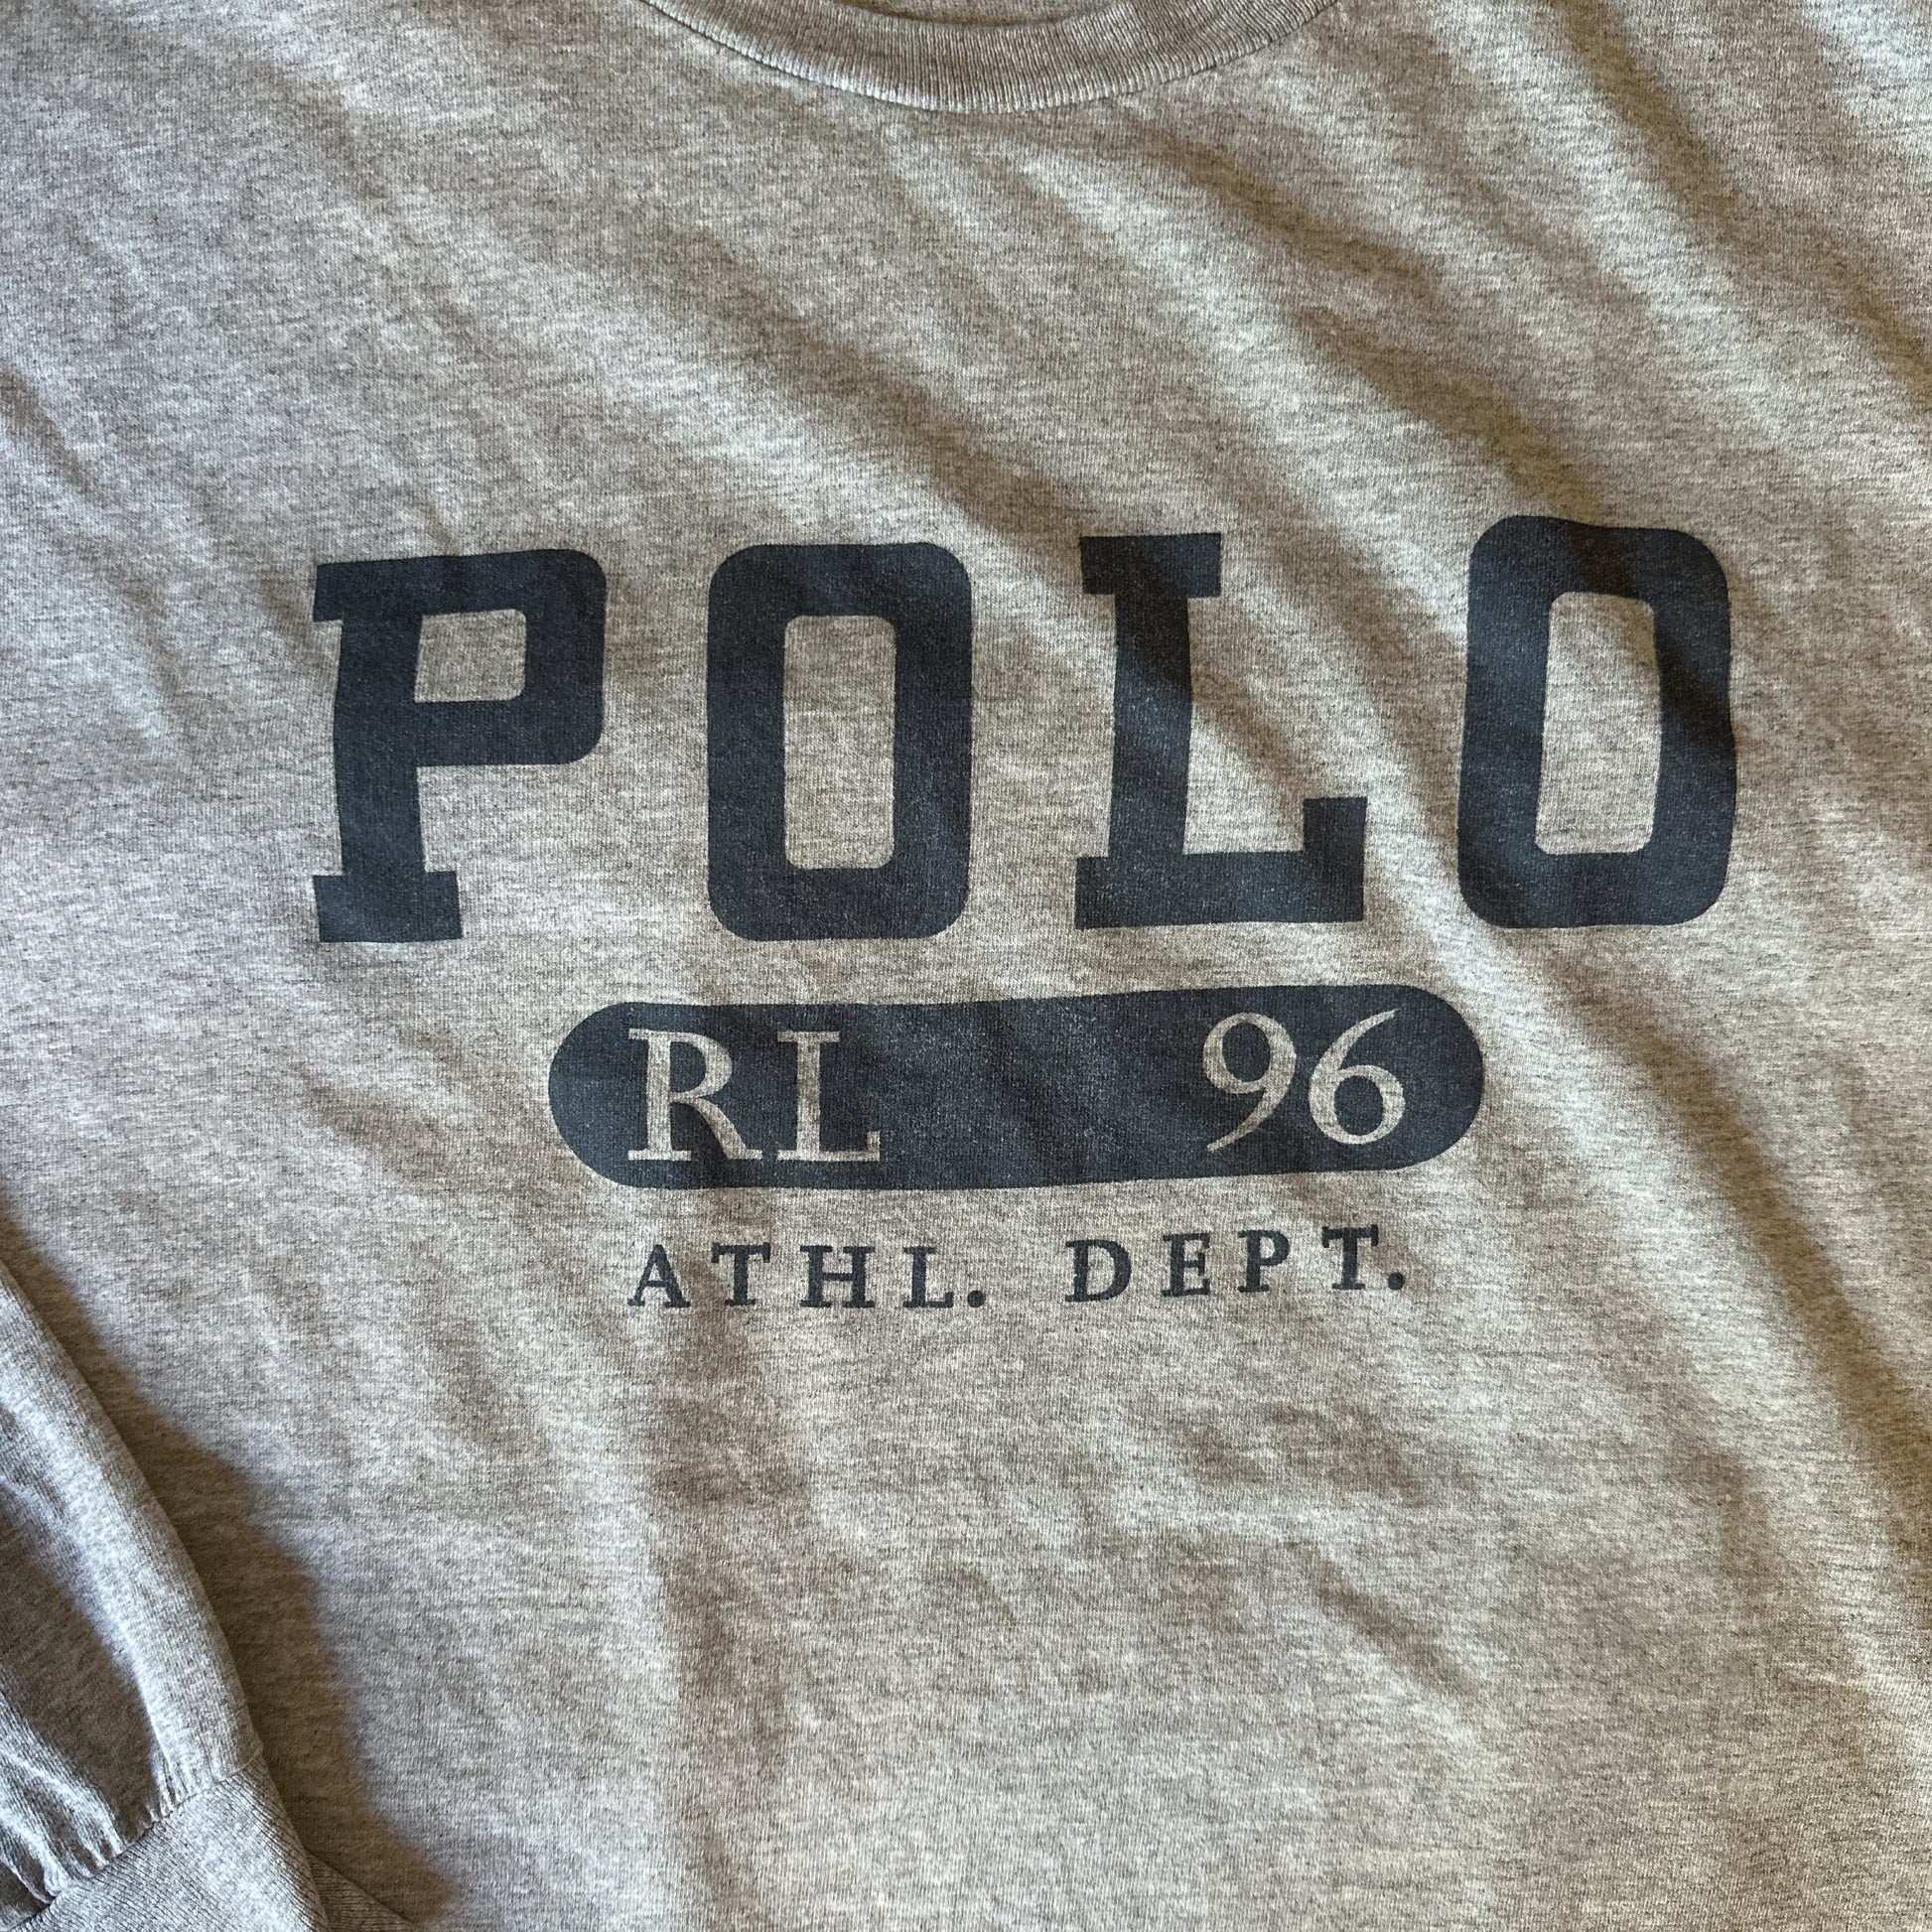 POLO
RL 96
ATHL. DEPT.